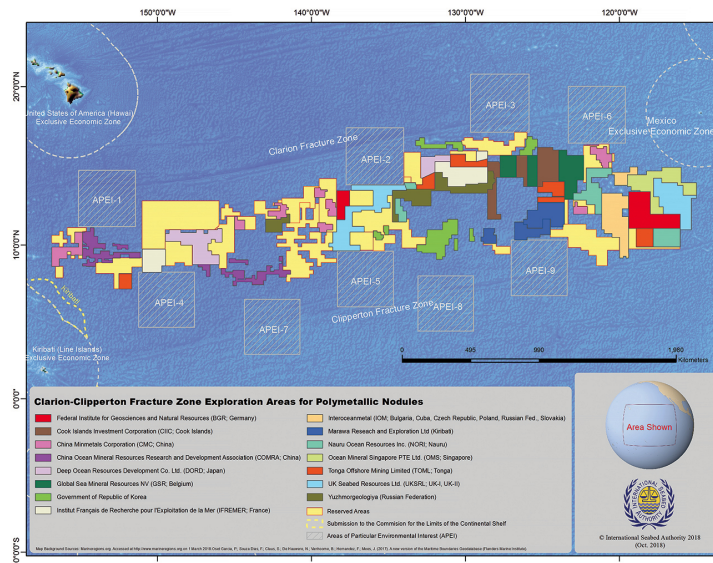 150°0'0"W
140°0'0"W
130°0'0"W
120°0'0"W
20°0'0"N
10°0'0"N
0°0'0"
0°0'0"S
United States of America (Hawaii)
Exclusive Economic Zone
Mexico
Exclusive Economic Zone
Clarion Fracture Zone
Clipperton Fracture Zone
APEI-3
APEI-6
APEI-2
APEI-1
APEI-4
APEI-5
APEI-9
APEI-8
APEI-7
Kiribati
Kiribati (Line Islands)
Exclusive Economic Zone
0
495
990
1,980
Kilometers
Clarion-Clipperton Fracture Zone Exploration Areas for Polymetallic Nodules
Federal Institute for Geosciences and Natural Resources (BGR; Germany)
Cook Islands Investment Corporation (CIIC; Cook Islands)
China Minmetals Corporation (CMC; China)
China Ocean Mineral Resources Research and Development Association (COMRA; China)
Deep Ocean Resources Development Co. Ltd. (DORD; Japan)
Global Sea Mineral Resources NV (GSR; Belgium)
Government of Republic of Korea
Institut Français de Recherche pour l'Exploitation de la Mer (IFREMER; France)
Interoceanmetal (IOM; Bulgaria, Cuba, Czech Republic, Poland, Russian Fed., Slovakia)
Marawa Reseach and Exploration Ltd (Kiribati)
Nauru Ocean Resources Inc. (NORI; Nauru)
Ocean Mineral Singapore PTE Ltd. (OMS; Singapore)
Tonga Offshore Mining Limited (TOML; Tonga)
UK Seabed Resources Ltd. (UKSRL; UK-I, UK-II)
Yuzhmorgeologiya (Russian Federation)
Reserved Areas
Submission to the Commision for the Limits of the Continental Shelf
Areas of Particular Environmental Interest (APEI)
Area Shown
INTERNATIONAL
SEABED
AUTHORITY
© International Seabed Authority 2018
(Oct. 2018)